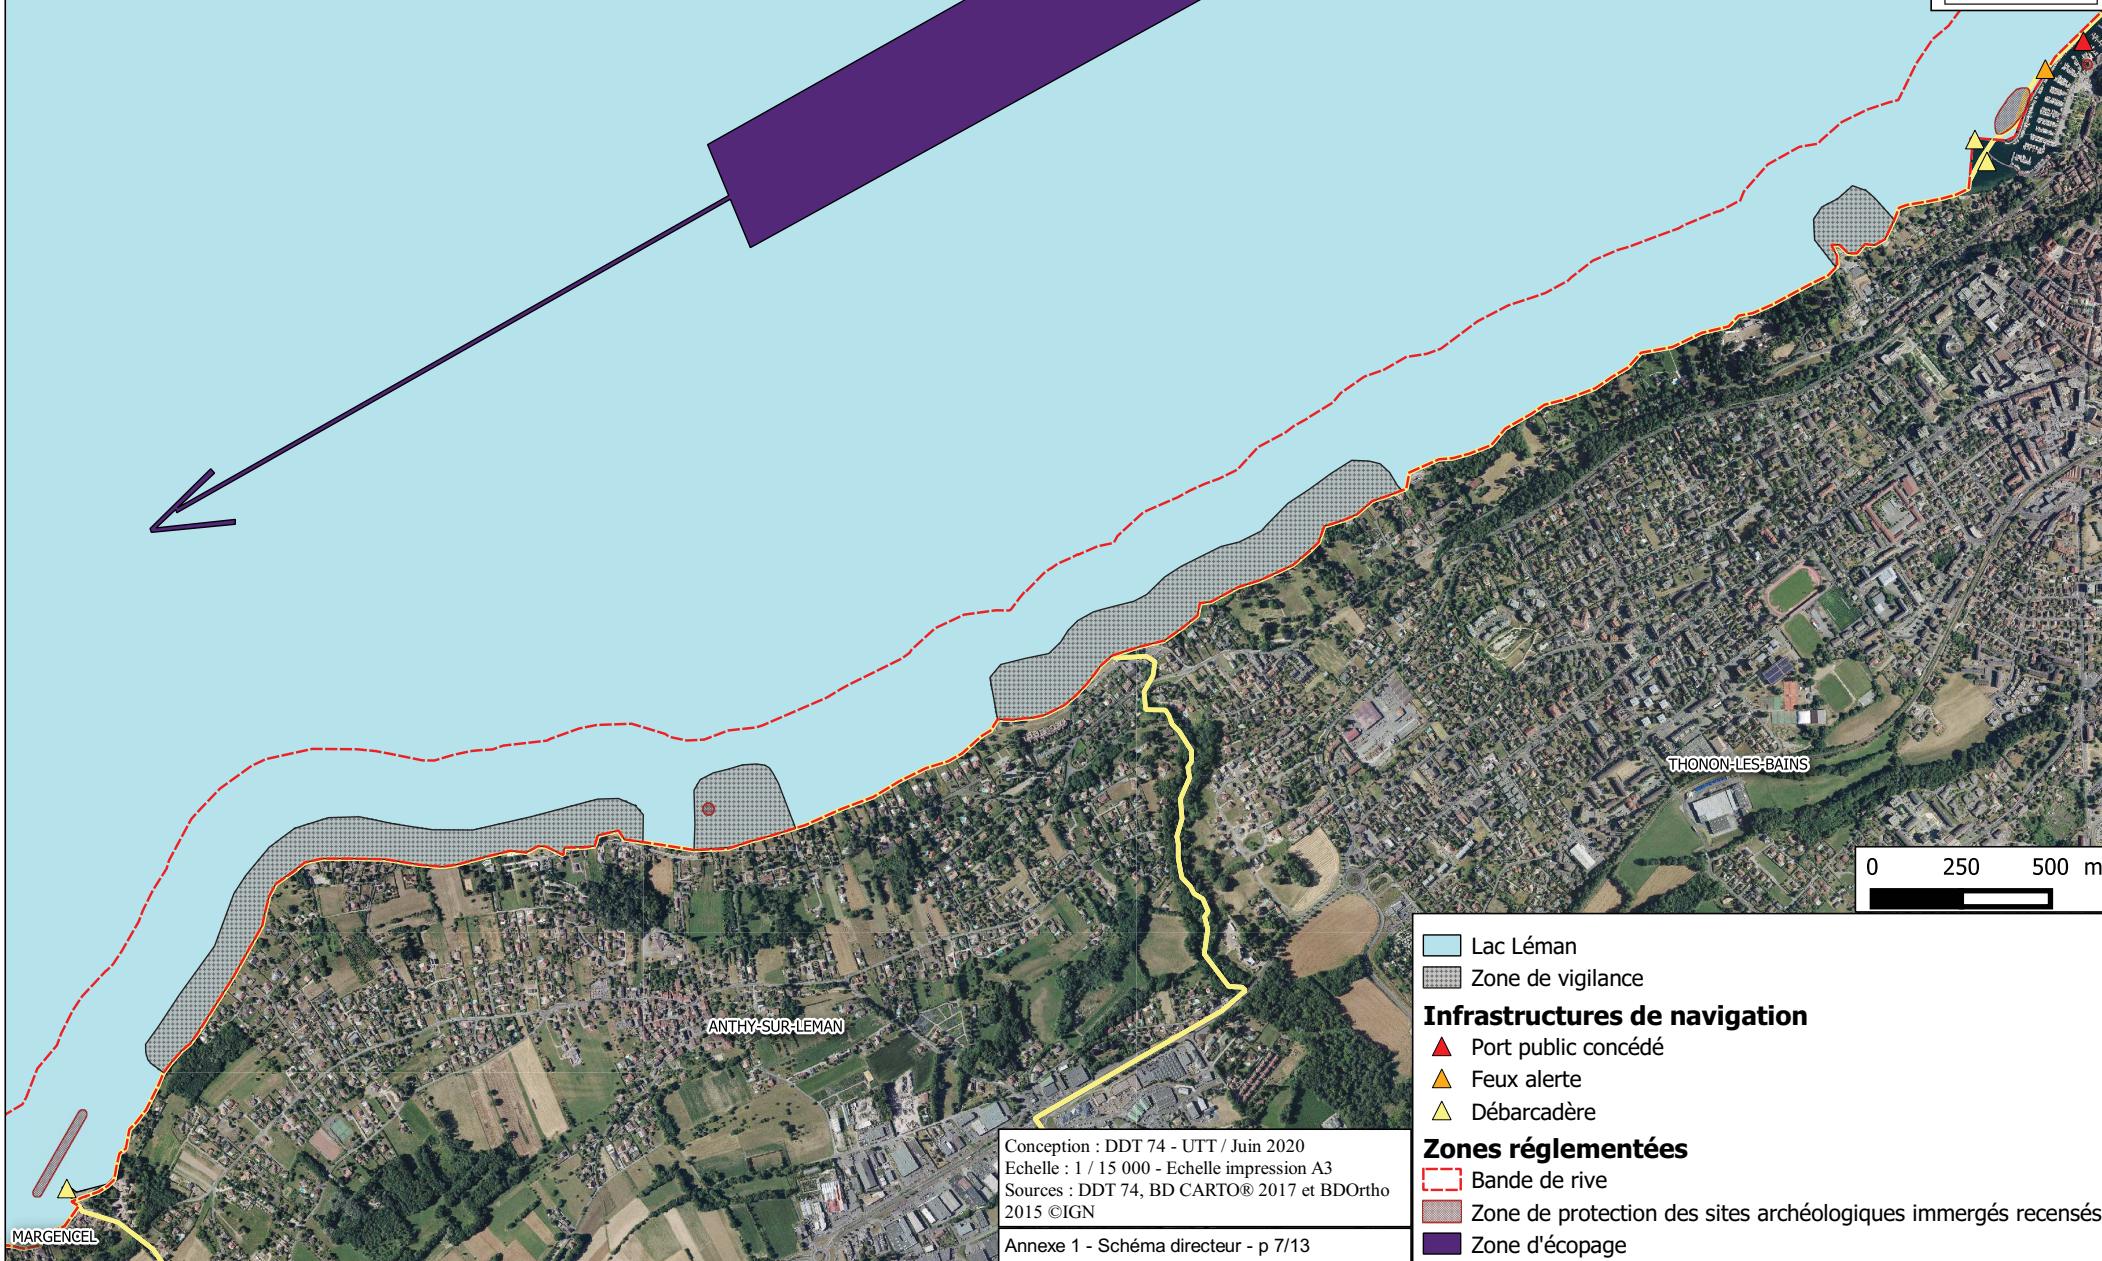 THONON-LES-BAINS
ANTHY-SUR-LEMAN
MARGENCEL
0 250 500 m
Lac Léman
Zone de vigilance
Infrastructures de navigation
Port public concédé
Feux alerte
Débarcadère
Zones réglementées
Bande de rive
Zone de protection des sites archéologiques immergés recensés
Zone d'écopage
Conception : DDT 74 - UTT / Juin 2020
Echelle : 1 / 15 000 - Echelle impression A3
Sources : DDT 74, BD CARTO® 2017 et BDOrtho
2015 ©IGN
Annexe 1 - Schéma directeur - p 7/13